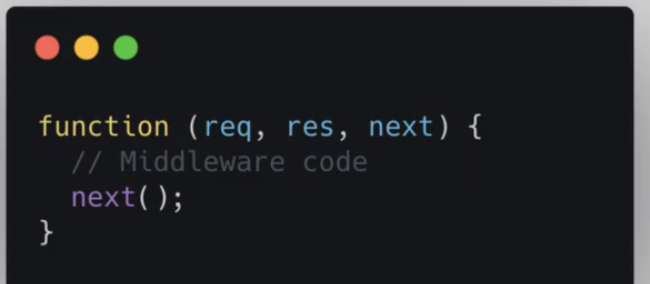 function (req, res, next) {
  // Middleware code
  next();
}